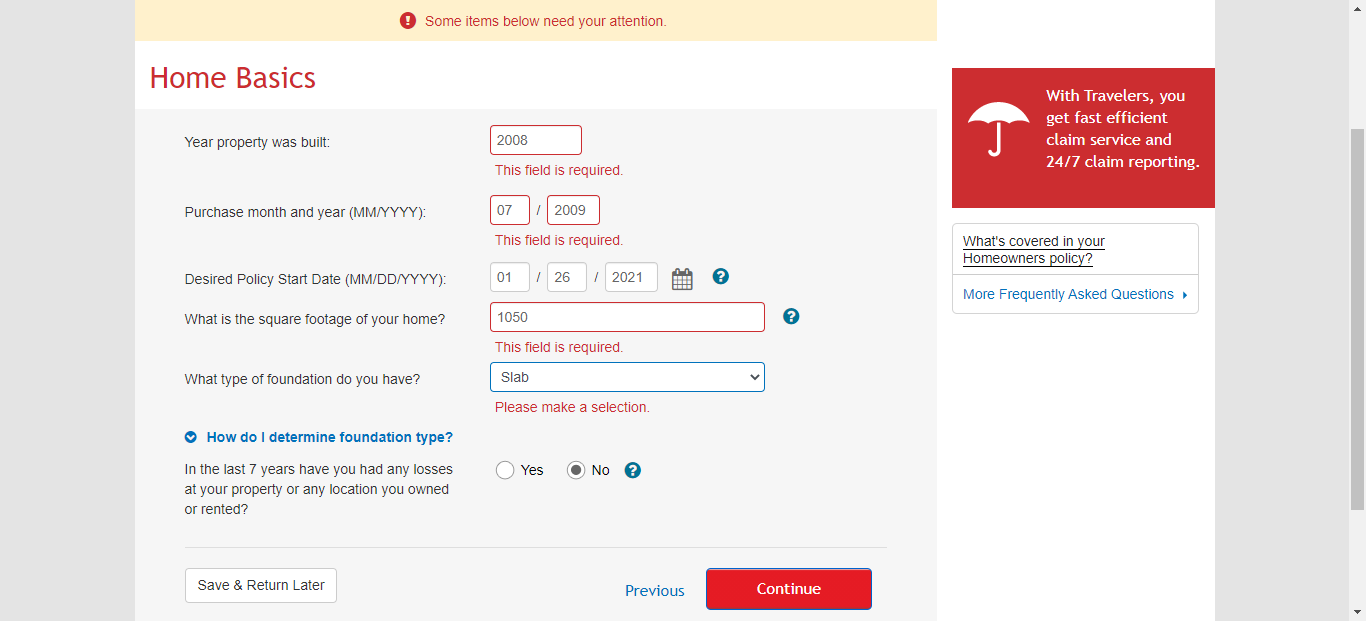 Some items below need your attention.
Home Basics
Year property was built:
2008
This field is required.
Purchase month and year (MM/YYYY):
07 / 2009
This field is required.
Desired Policy Start Date (MM/DD/YYYY):
01 / 26 / 2021
What is the square footage of your home?
1050
This field is required.
What type of foundation do you have?
Slab
Please make a selection.
How do I determine foundation type?
In the last 7 years have you had any losses
at your property or any location you owned
or rented?
Yes No
Save & Return Later
Previous
Continue
With Travelers, you
get fast efficient
claim service and
24/7 claim reporting.
What's covered in your
Homeowners policy?
More Frequently Asked Questions